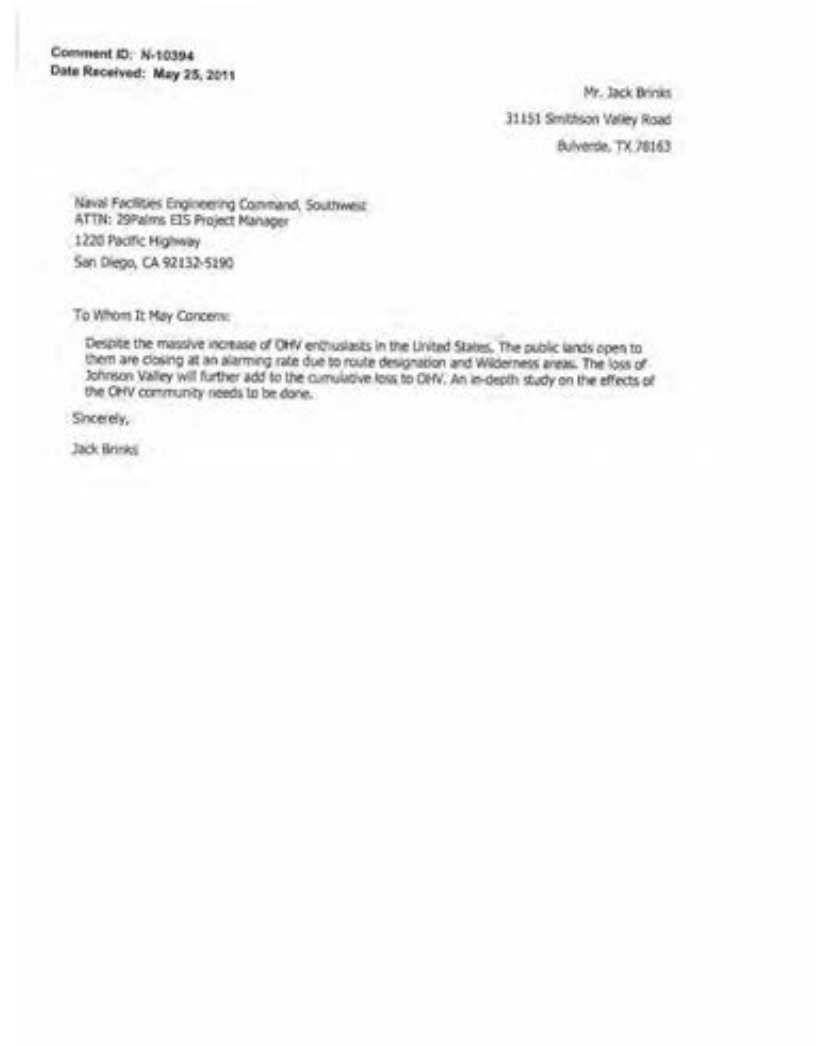 Comment ID: N-10394
Date Received: May 25, 2011
Mr. Jack Brinks
31151 Smithson Valley Road
Bulverde, TX 78163
Naval Facilities Engineering Command, Southwest
ATTN: 29Palms EIS Project Manager
1220 Pacific Highway
San Diego, CA 92132-5190
To Whom It May Concern:
Despite the massive increase of OHV enthusiasts in the United States. The public lands open to
them are closing at an alarming rate due to route designation and Wilderness areas. The loss of
Johnson Valley will further add to the cumulative loss to OHV. An in-depth study on the effects of
the OHV community needs to be done.
Sincerely,
Jack Brinks